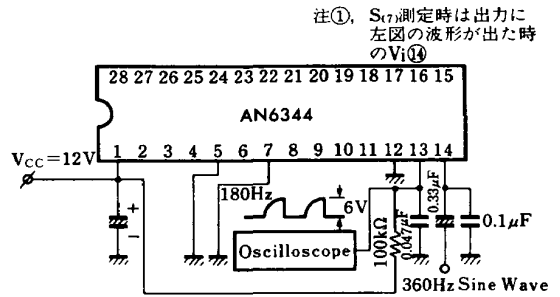 注①, S(7)測定時は出力に
左図の波形が出た時
のVi⑭
28 27 26 25 24 23 22 21 20 19 18 17 16 15
AN6344
1 2 3 4 5 6 7 8 9 10 11 12 13 14
VCC=12V
180Hz
6V
+
−
Oscilloscope
100kΩ
0.047μF
0.33μF
0.1μF
360Hz Sine Wave